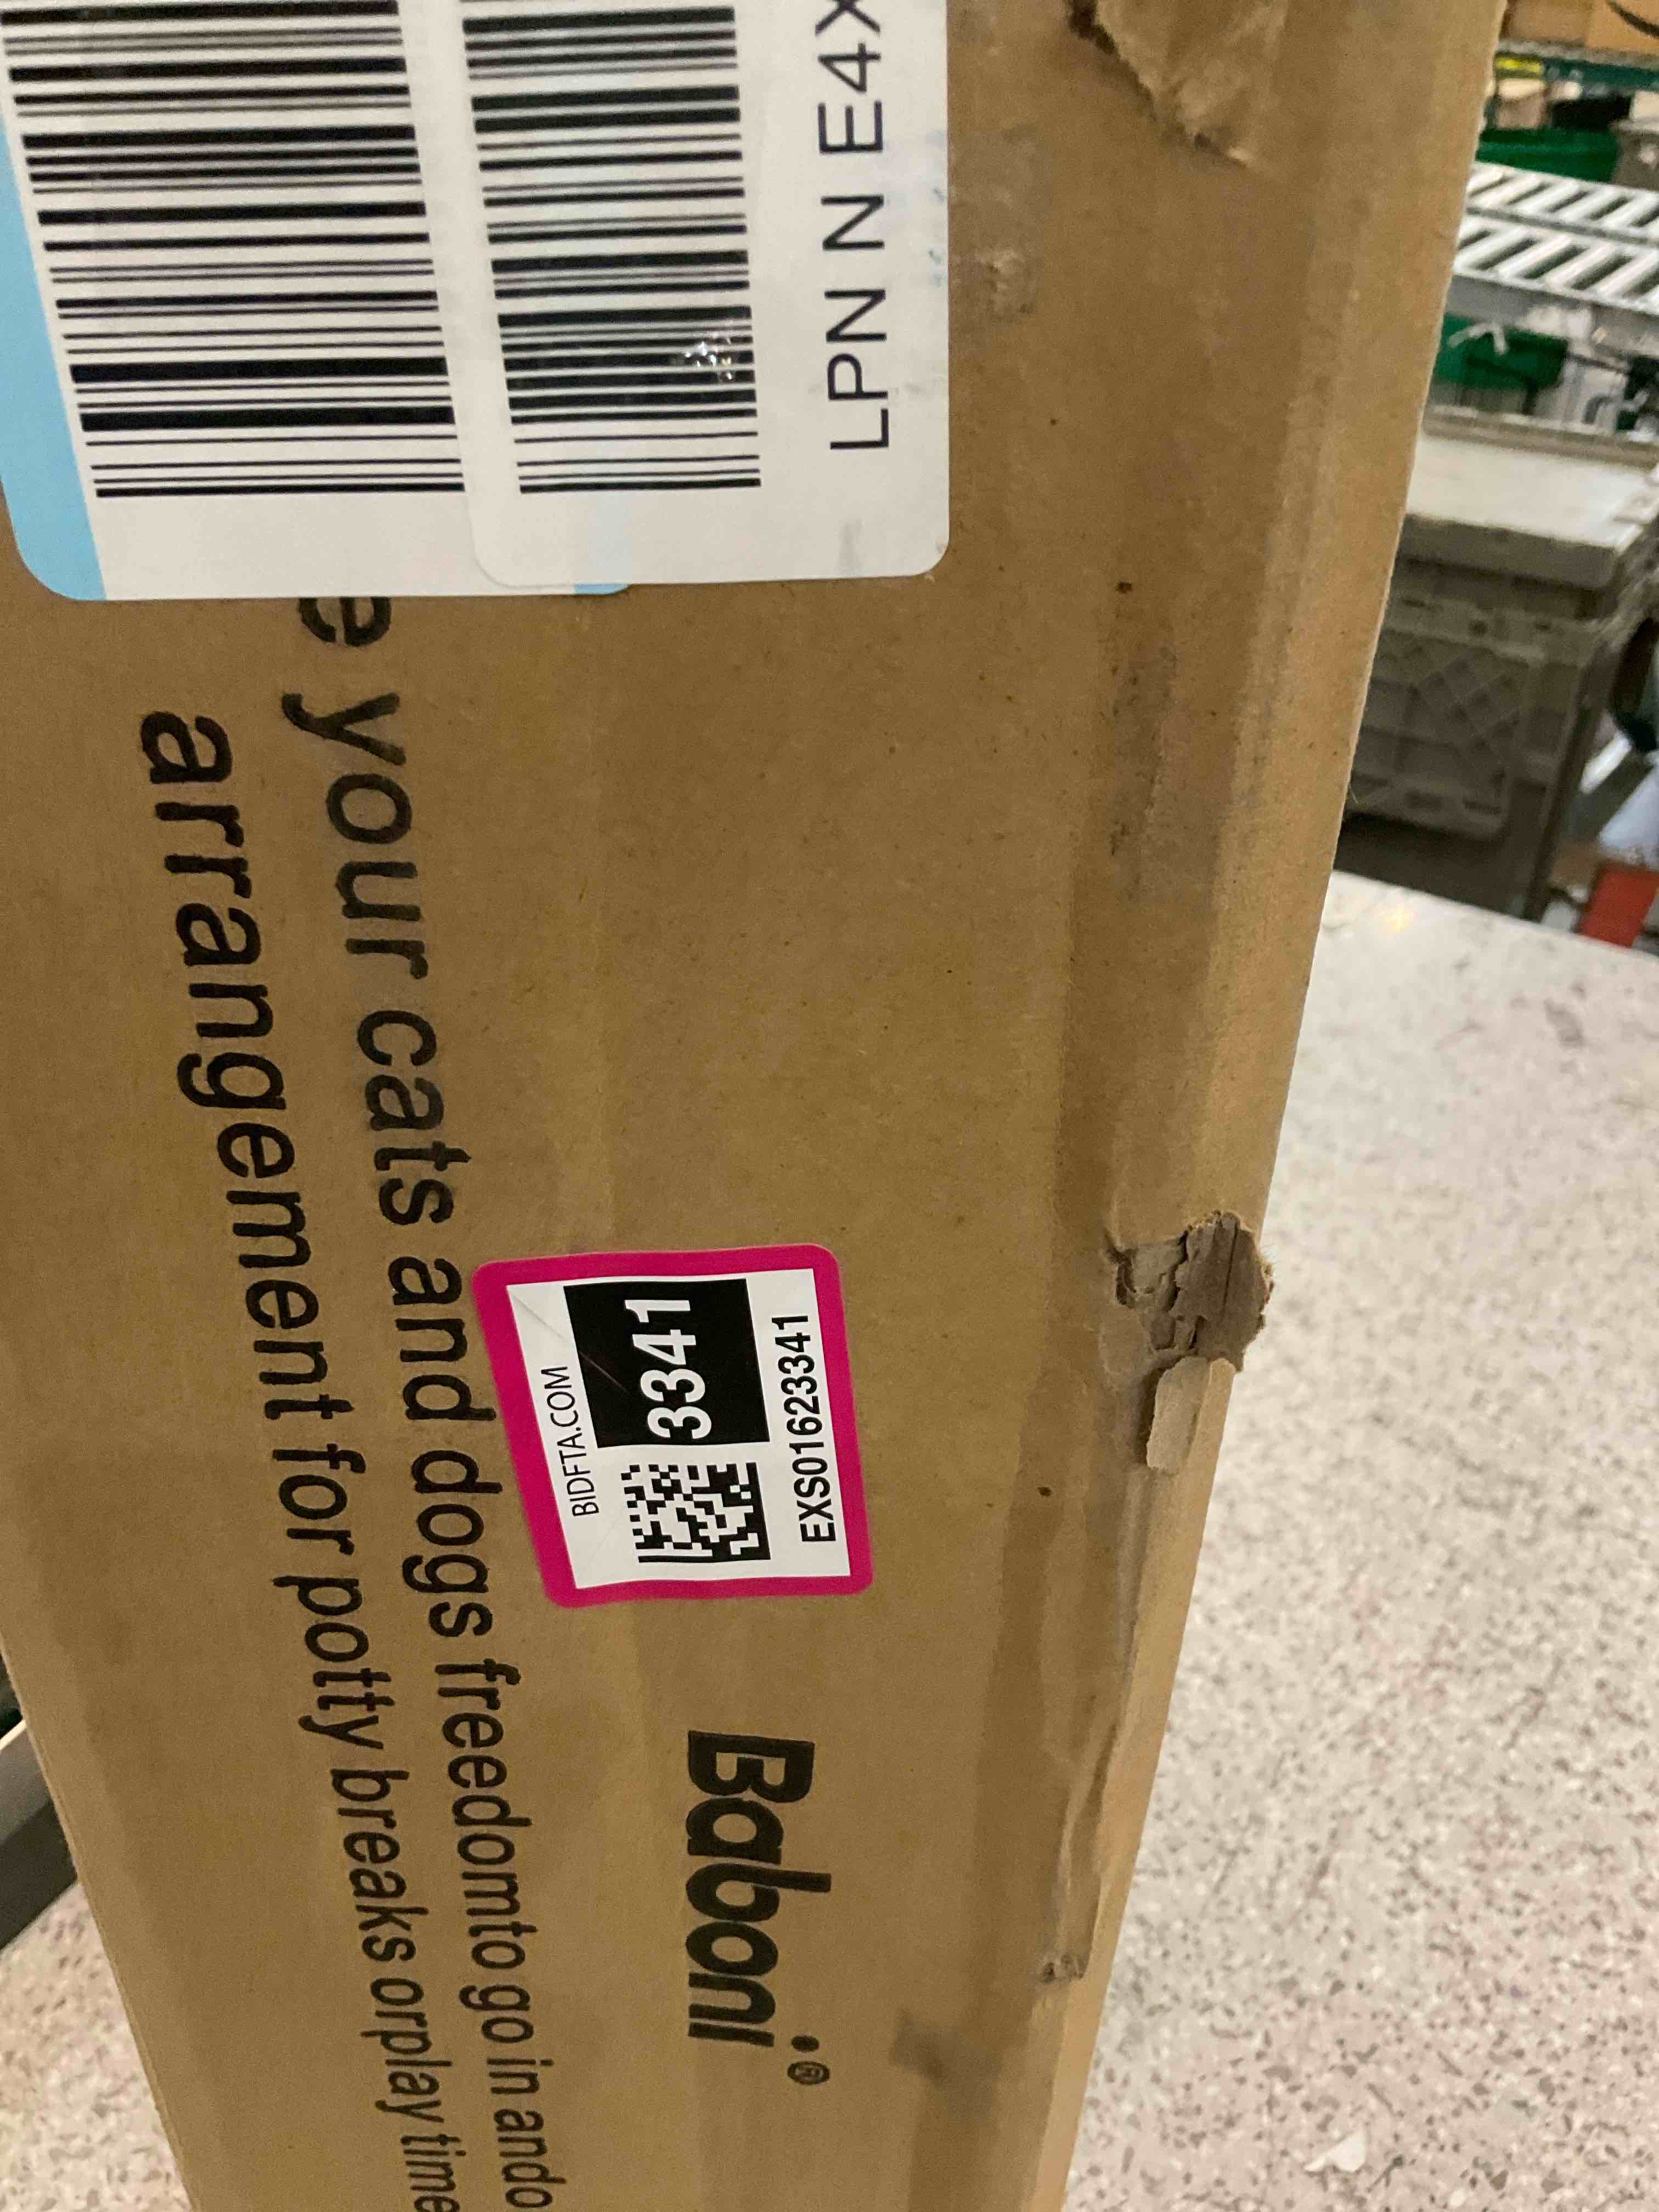 LPN N E4X
e your cats and dogs freedomto go in and o
arrangement for potty breaks orplay time
BIDFTA.COM
3341
EXS01623341
Baboni®